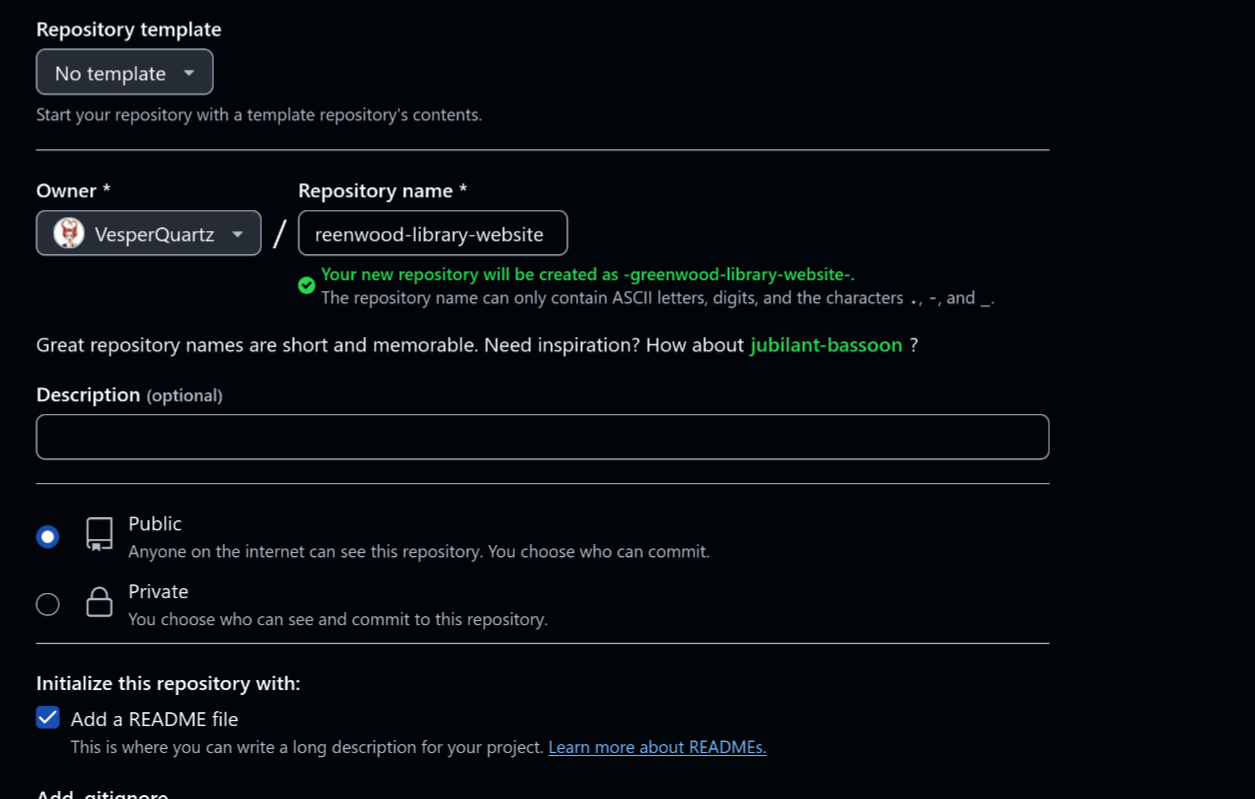 Repository template
No template
Start your repository with a template repository's contents.
Owner *
Repository name *
VesperQuartz
/
reenwood-library-website
Your new repository will be created as -greenwood-library-website-.
The repository name can only contain ASCII letters, digits, and the characters ., -, and _.
Great repository names are short and memorable. Need inspiration? How about jubilant-bassoon ?
Description (optional)
Public
Anyone on the internet can see this repository. You choose who can commit.
Private
You choose who can see and commit to this repository.
Initialize this repository with:
Add a README file
This is where you can write a long description for your project. Learn more about READMEs.
Add .gitignore